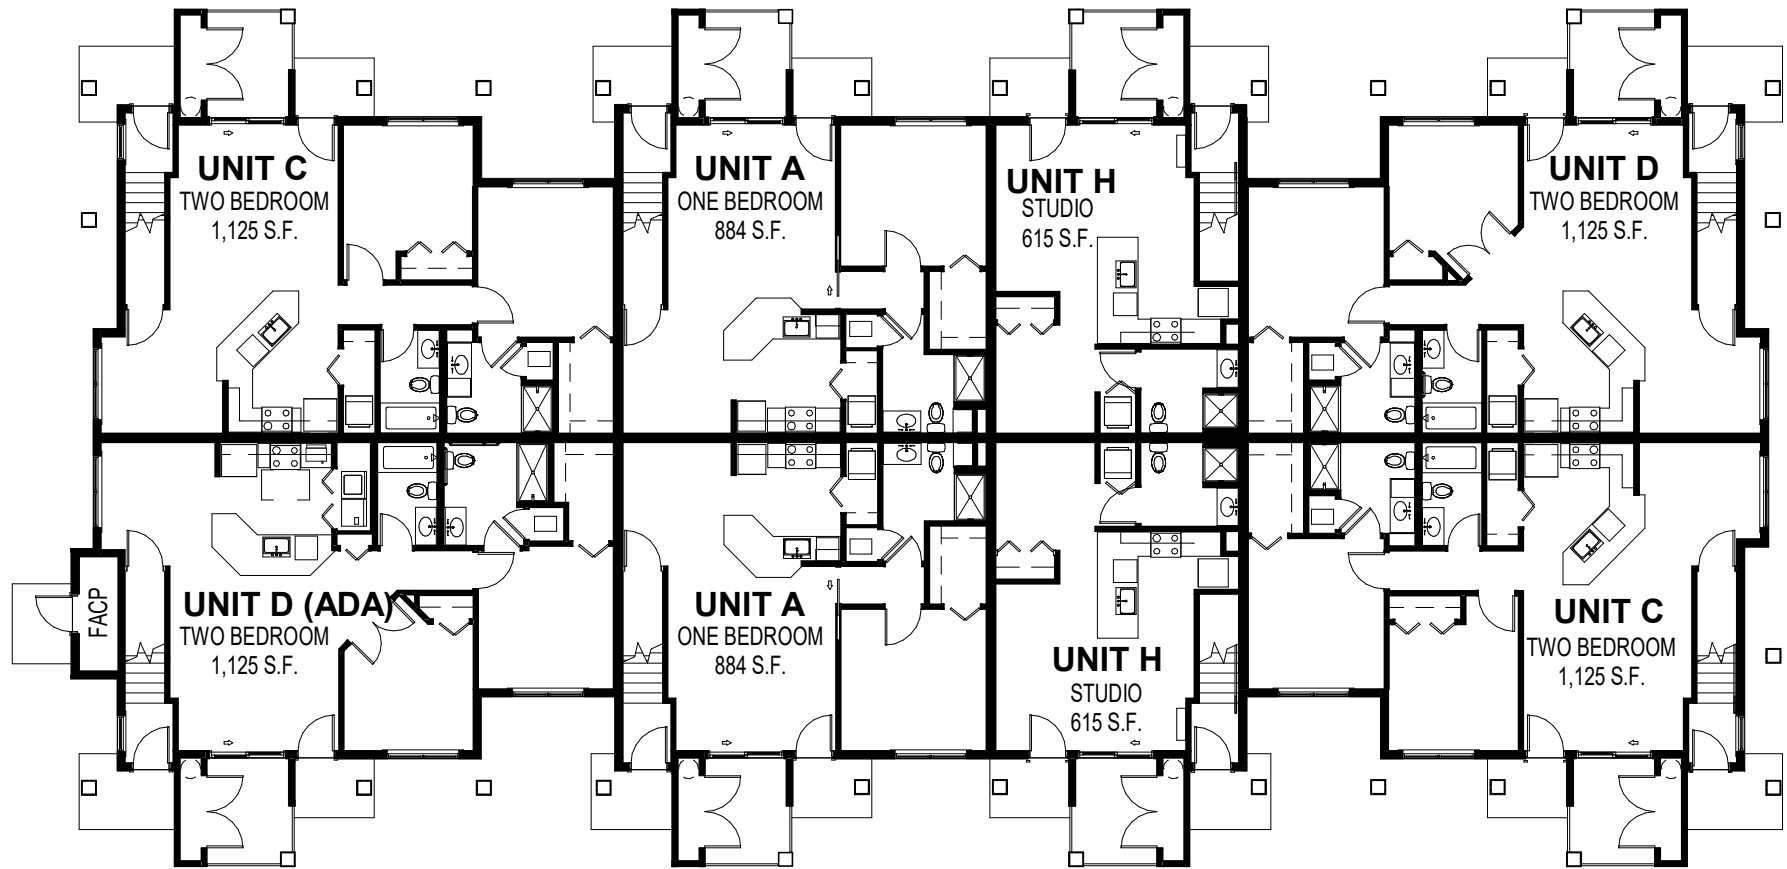 UNIT C
TWO BEDROOM
1,125 S.F.
UNIT A
ONE BEDROOM
884 S.F.
UNIT H
STUDIO
615 S.F.
UNIT D
TWO BEDROOM
1,125 S.F.
FACP
UNIT D (ADA)
TWO BEDROOM
1,125 S.F.
UNIT A
ONE BEDROOM
884 S.F.
UNIT H
STUDIO
615 S.F.
UNIT C
TWO BEDROOM
1,125 S.F.